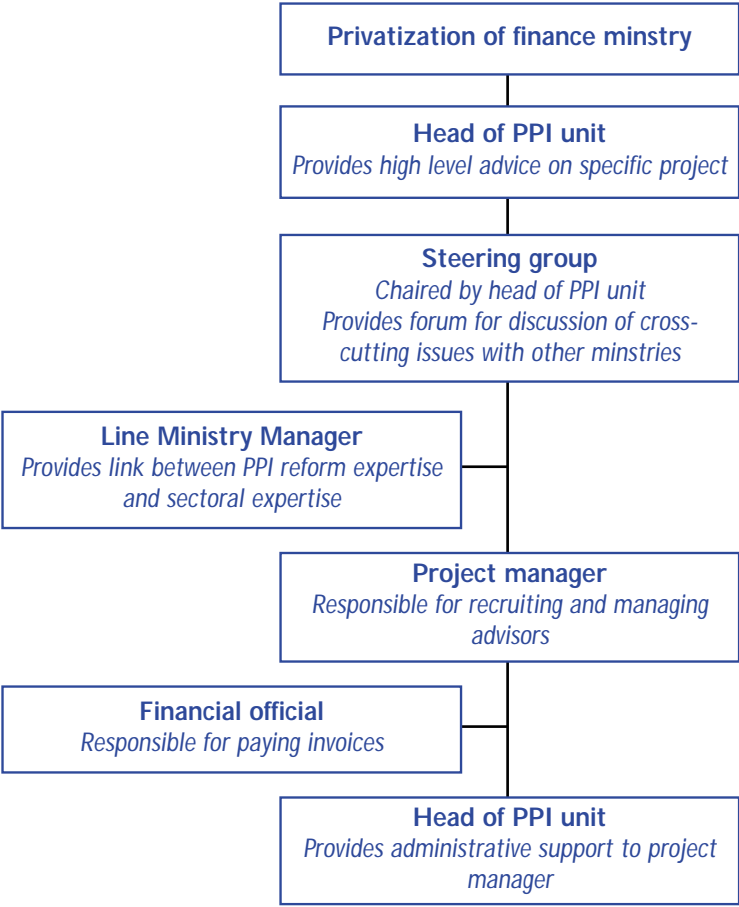 Privatization of finance minstry
Head of PPI unit
Provides high level advice on specific project
Steering group
Chaired by head of PPI unit
Provides forum for discussion of cross-
cutting issues with other minstries
Line Ministry Manager
Provides link between PPI reform expertise
and sectoral expertise
Project manager
Responsible for recruiting and managing
advisors
Financial official
Responsible for paying invoices
Head of PPI unit
Provides administrative support to project
manager